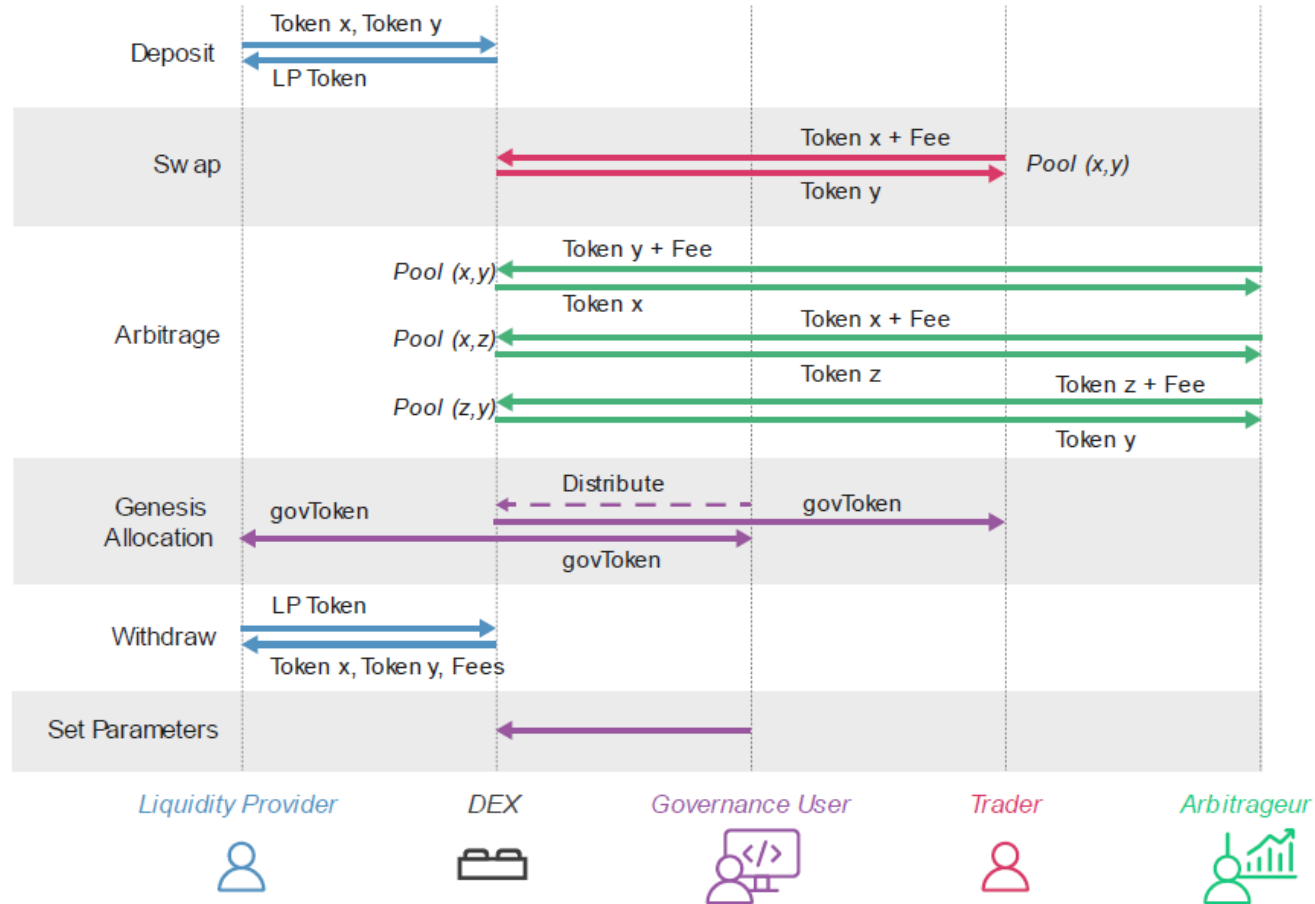 Token x, Token y
Deposit
LP Token
Token x + Fee
Swap
Pool (x,y)
Token y
Token y + Fee
Pool (x,y)
Token x
Token x + Fee
Arbitrage
Pool (x,z)
Token z
Token z + Fee
Pool (z,y)
Token y
Distribute
Genesis
Allocation
govToken
govToken
govToken
LP Token
Withdraw
Token x, Token y, Fees
Set Parameters
Liquidity Provider
DEX
Governance User
Trader
Arbitrageur
</>